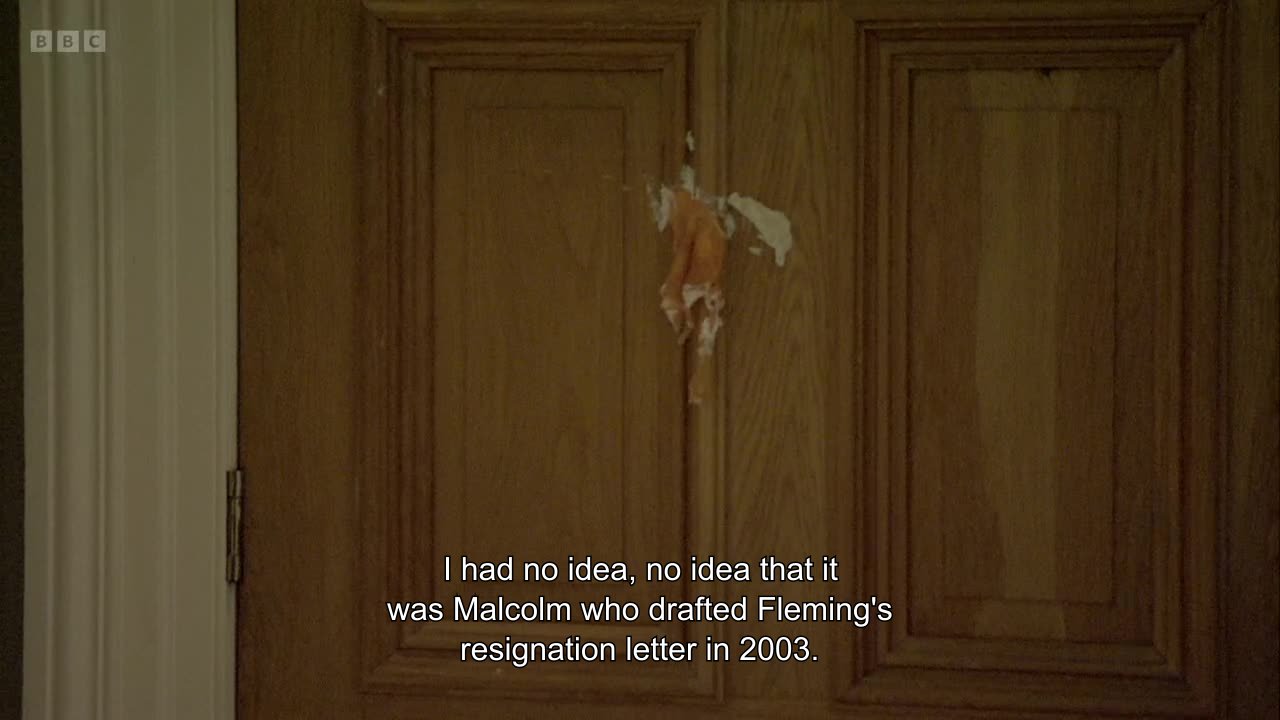 BBC
I had no idea, no idea that it
was Malcolm who drafted Fleming's
resignation letter in 2003.